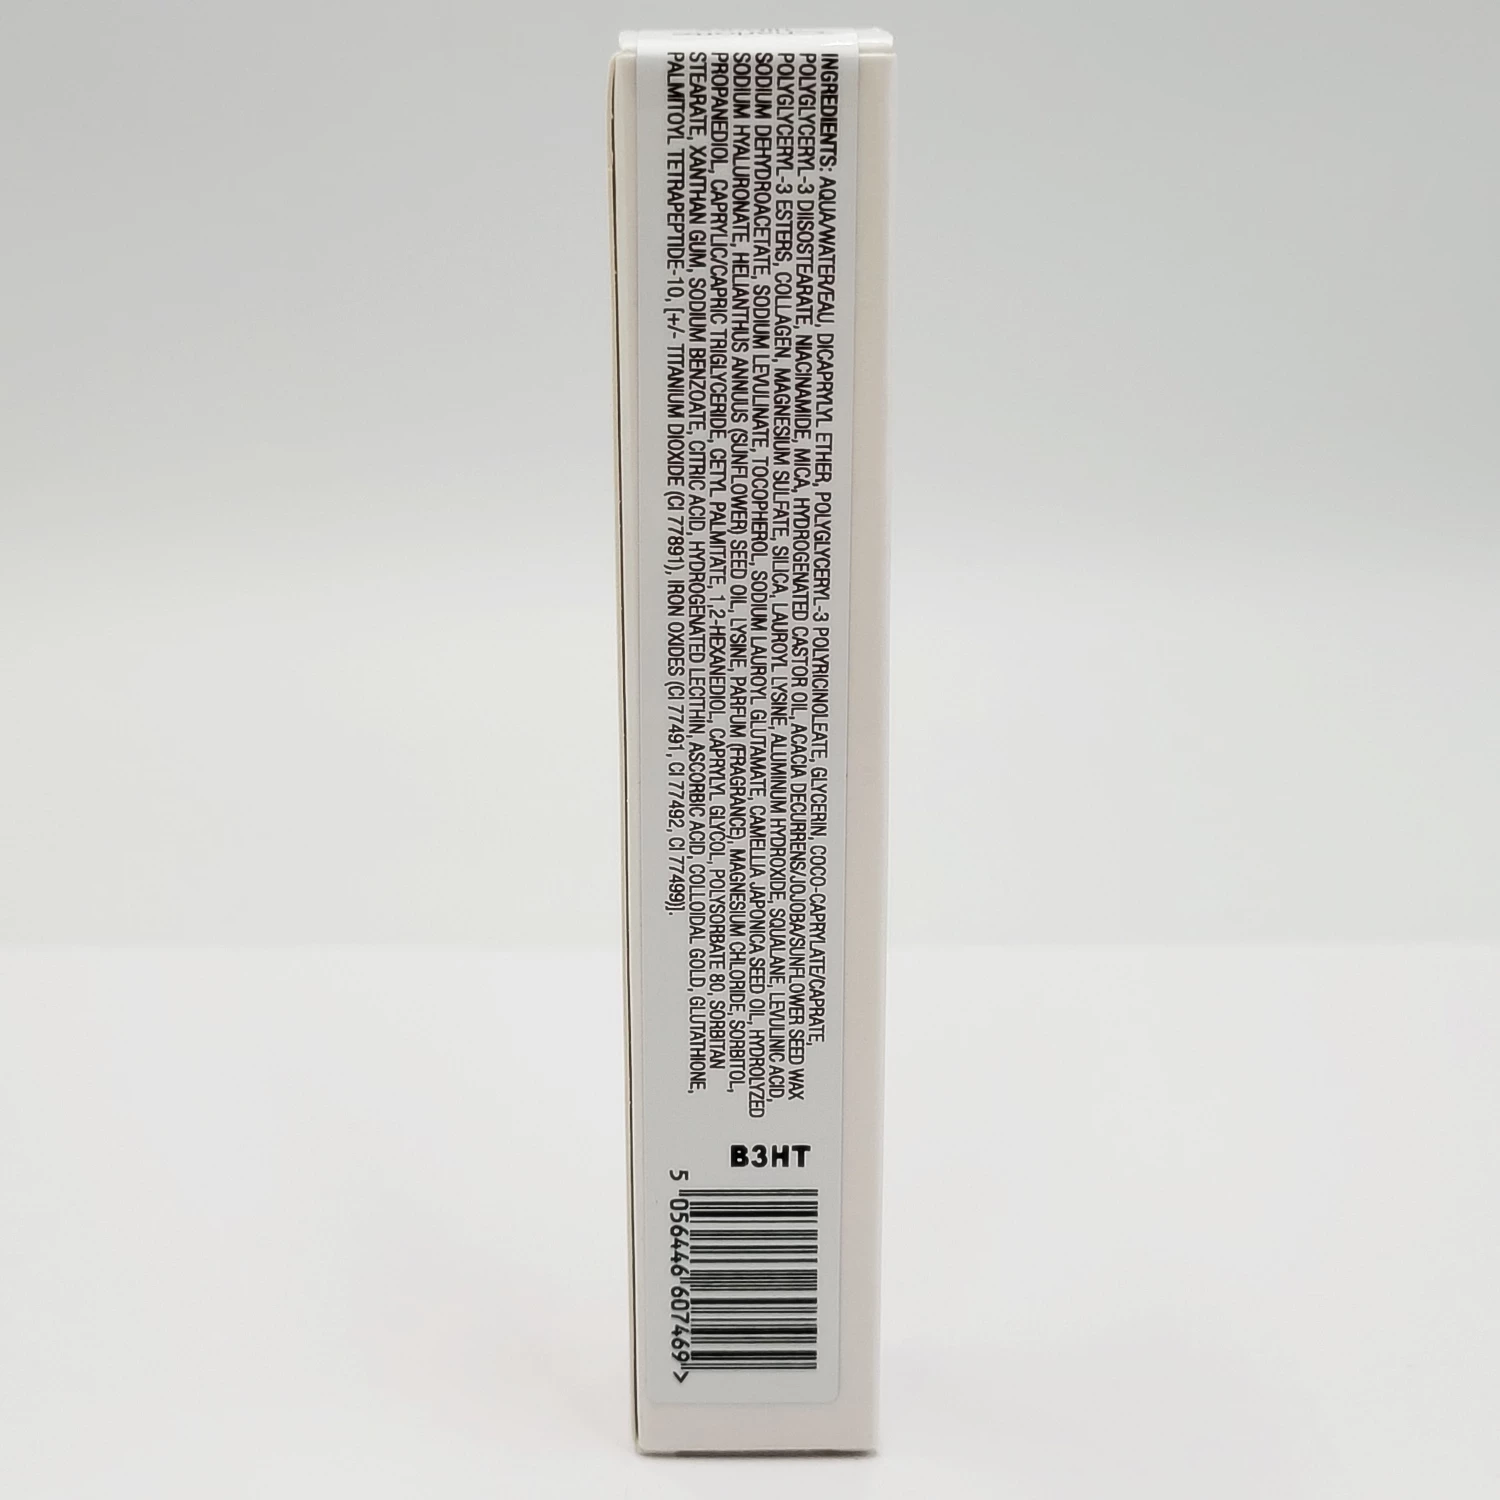 INGREDIENTS: AQUA/WATER/EAU, DICAPRYLYL ETHER, POLYGLYCERYL-3 POLYRICINOLEATE, GLYCERIN, COCO-CAPRYLATE/CAPRATE,
POLYGLYCERYL-3 DIISOSTEARATE, NIACINAMIDE, MICA, HYDROGENATED CASTOR OIL, ACACIA DECURRENS/JOJOBA/SUNFLOWER SEED WAX
POLYGLYCERYL-3 ESTERS, COLLAGEN, MAGNESIUM SULFATE, SILICA, LAUROYL LYSINE, ALUMINUM HYDROXIDE, SQUALANE, LEVULINIC ACID,
SODIUM DEHYDROACETATE, SODIUM LEVULINATE, TOCOPHEROL, SODIUM LAUROYL GLUTAMATE, CAMELLIA JAPONICA SEED OIL, HYDROLYZED
SODIUM HYALURONATE, HELIANTHUS ANNUUS (SUNFLOWER) SEED OIL, LYSINE, PARFUM (FRAGRANCE), MAGNESIUM CHLORIDE, SORBITOL,
PROPANEDIOL, CAPRYLIC/CAPRIC TRIGLYCERIDE, CETYL PALMITATE, 1,2-HEXANEDIOL, CAPRYLYL GLYCOL, POLYSORBATE 80, SORBITAN
STEARATE, XANTHAN GUM, SODIUM BENZOATE, CITRIC ACID, HYDROGENATED LECITHIN, ASCORBIC ACID, COLLOIDAL GOLD, GLUTATHIONE,
PALMITOYL TETRAPEPTIDE-10, [+/- TITANIUM DIOXIDE (CI 77891), IRON OXIDES (CI 77491, CI 77492, CI 77499)].
B3HT
5 056446 607469 >